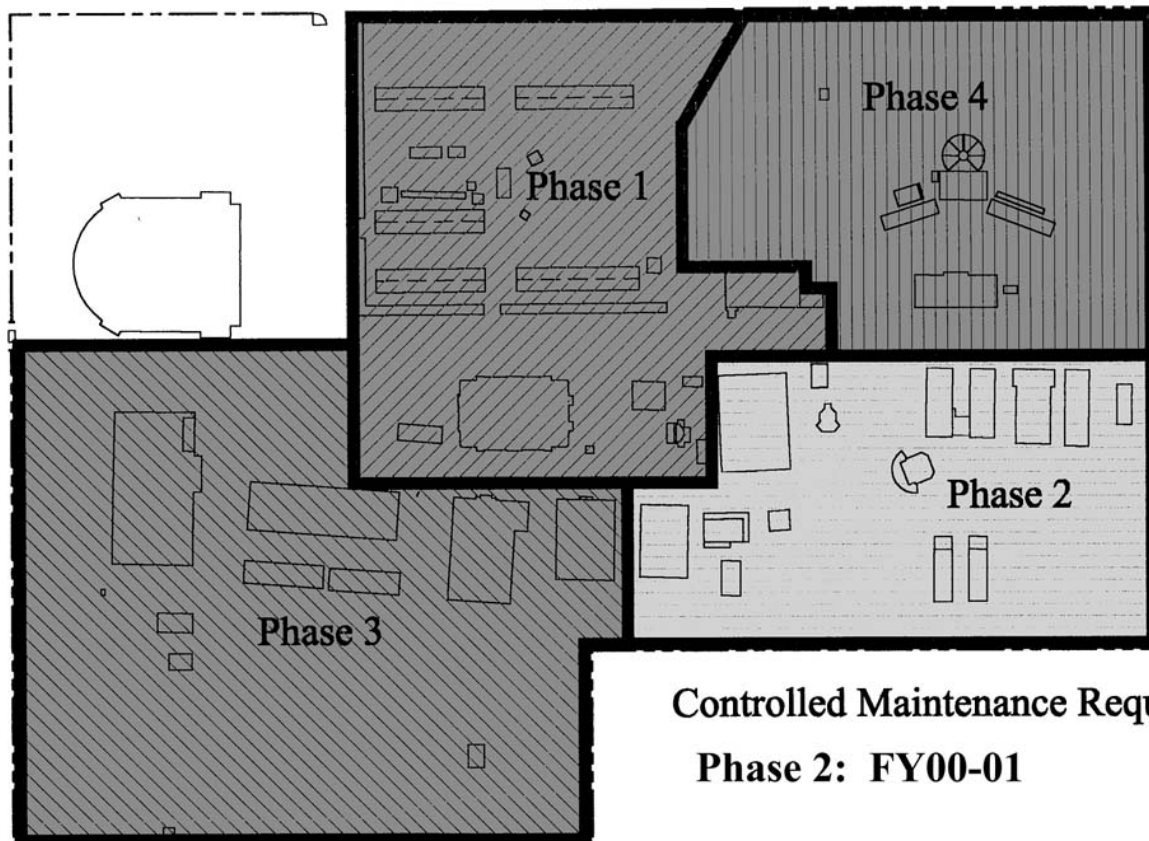 Phase 4
Phase 1
Phase 2
Phase 3
Controlled Maintenance
Phase 2: FY00-01